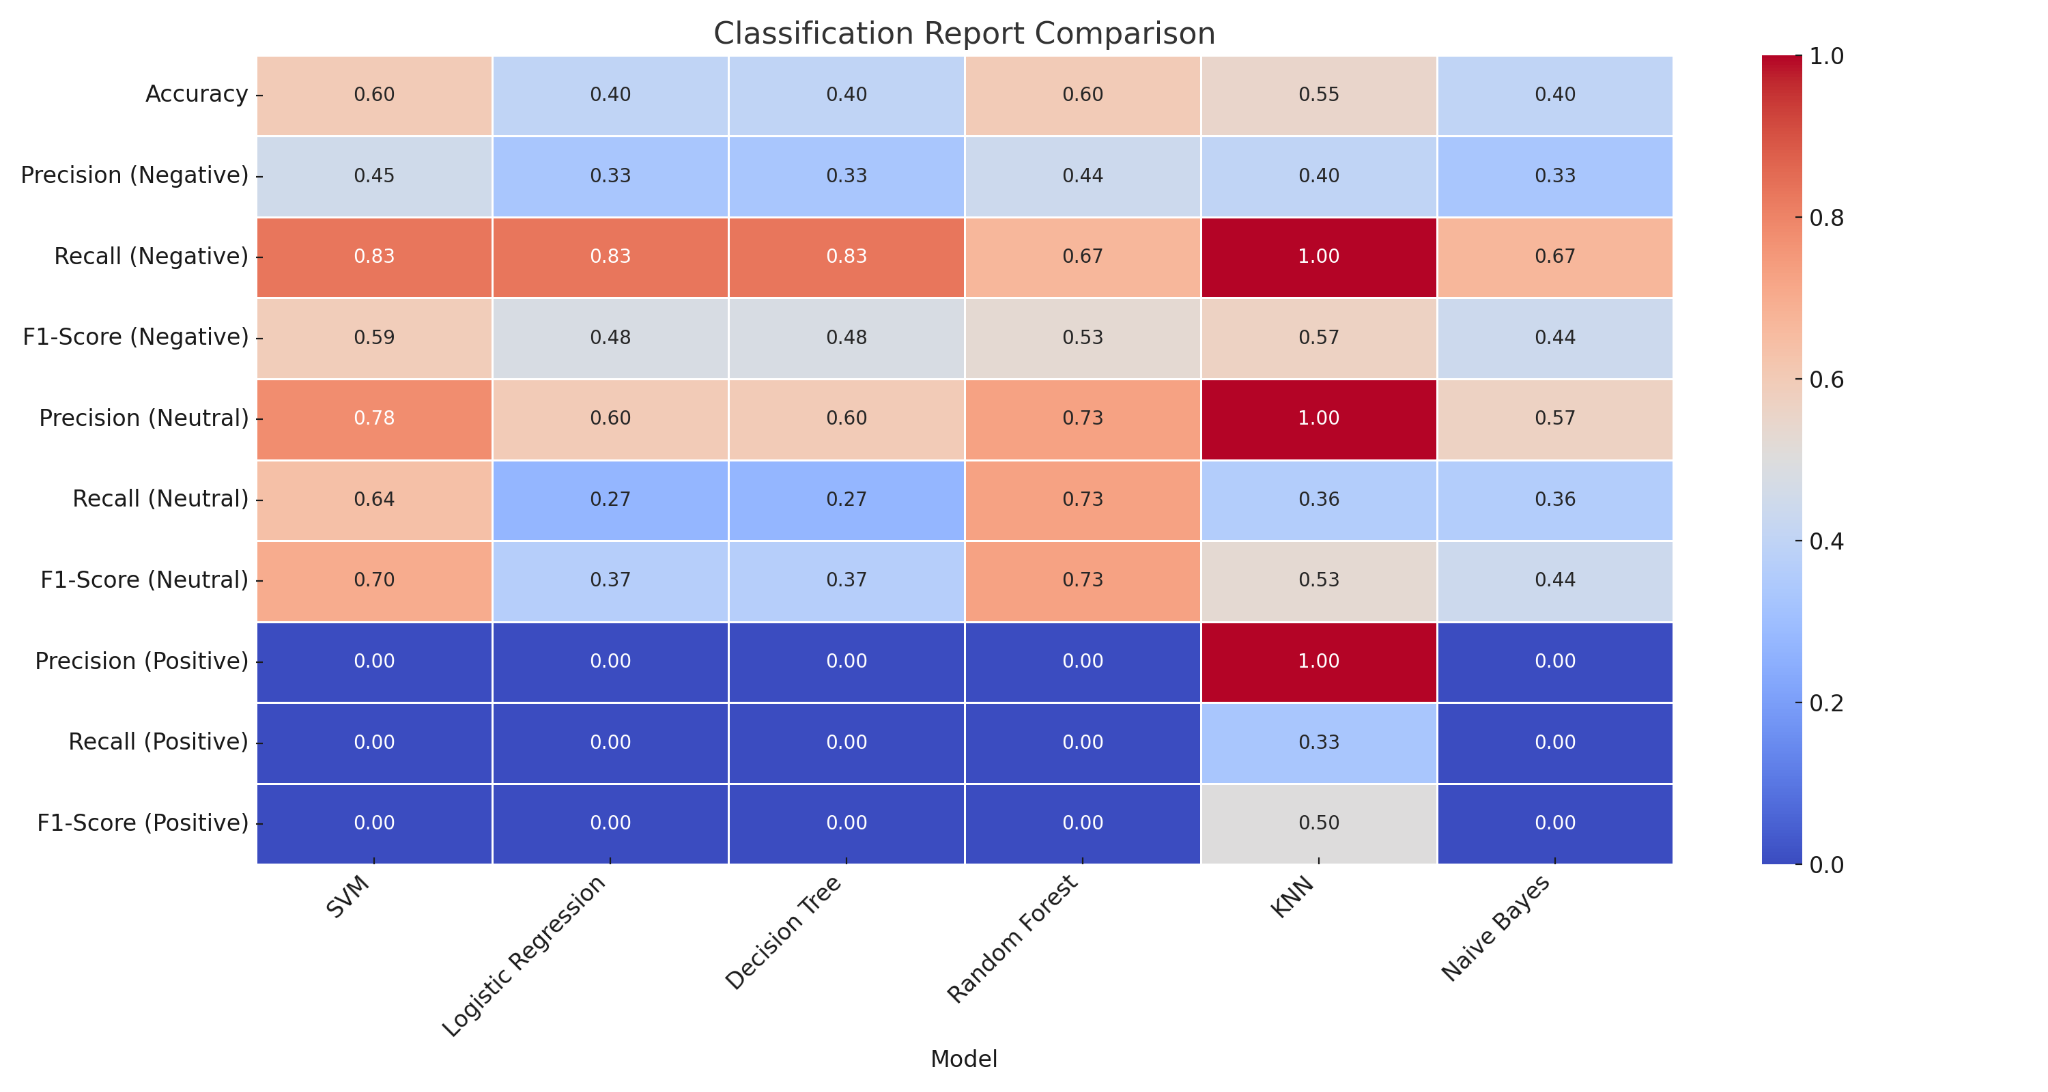 Classification Report Comparison
Accuracy 0.60 0.40 0.40 0.60 0.55 0.40
Precision (Negative) 0.45 0.33 0.33 0.44 0.40 0.33
Recall (Negative) 0.83 0.83 0.83 0.67 1.00 0.67
F1-Score (Negative) 0.59 0.48 0.48 0.53 0.57 0.44
Precision (Neutral) 0.78 0.60 0.60 0.73 1.00 0.57
Recall (Neutral) 0.64 0.27 0.27 0.73 0.36 0.36
F1-Score (Neutral) 0.70 0.37 0.37 0.73 0.53 0.44
Precision (Positive) 0.00 0.00 0.00 0.00 1.00 0.00
Recall (Positive) 0.00 0.00 0.00 0.00 0.33 0.00
F1-Score (Positive) 0.00 0.00 0.00 0.00 0.50 0.00
SVM
Logistic Regression
Decision Tree
Random Forest
KNN
Naive Bayes
Model
1.0
0.8
0.6
0.4
0.2
0.0